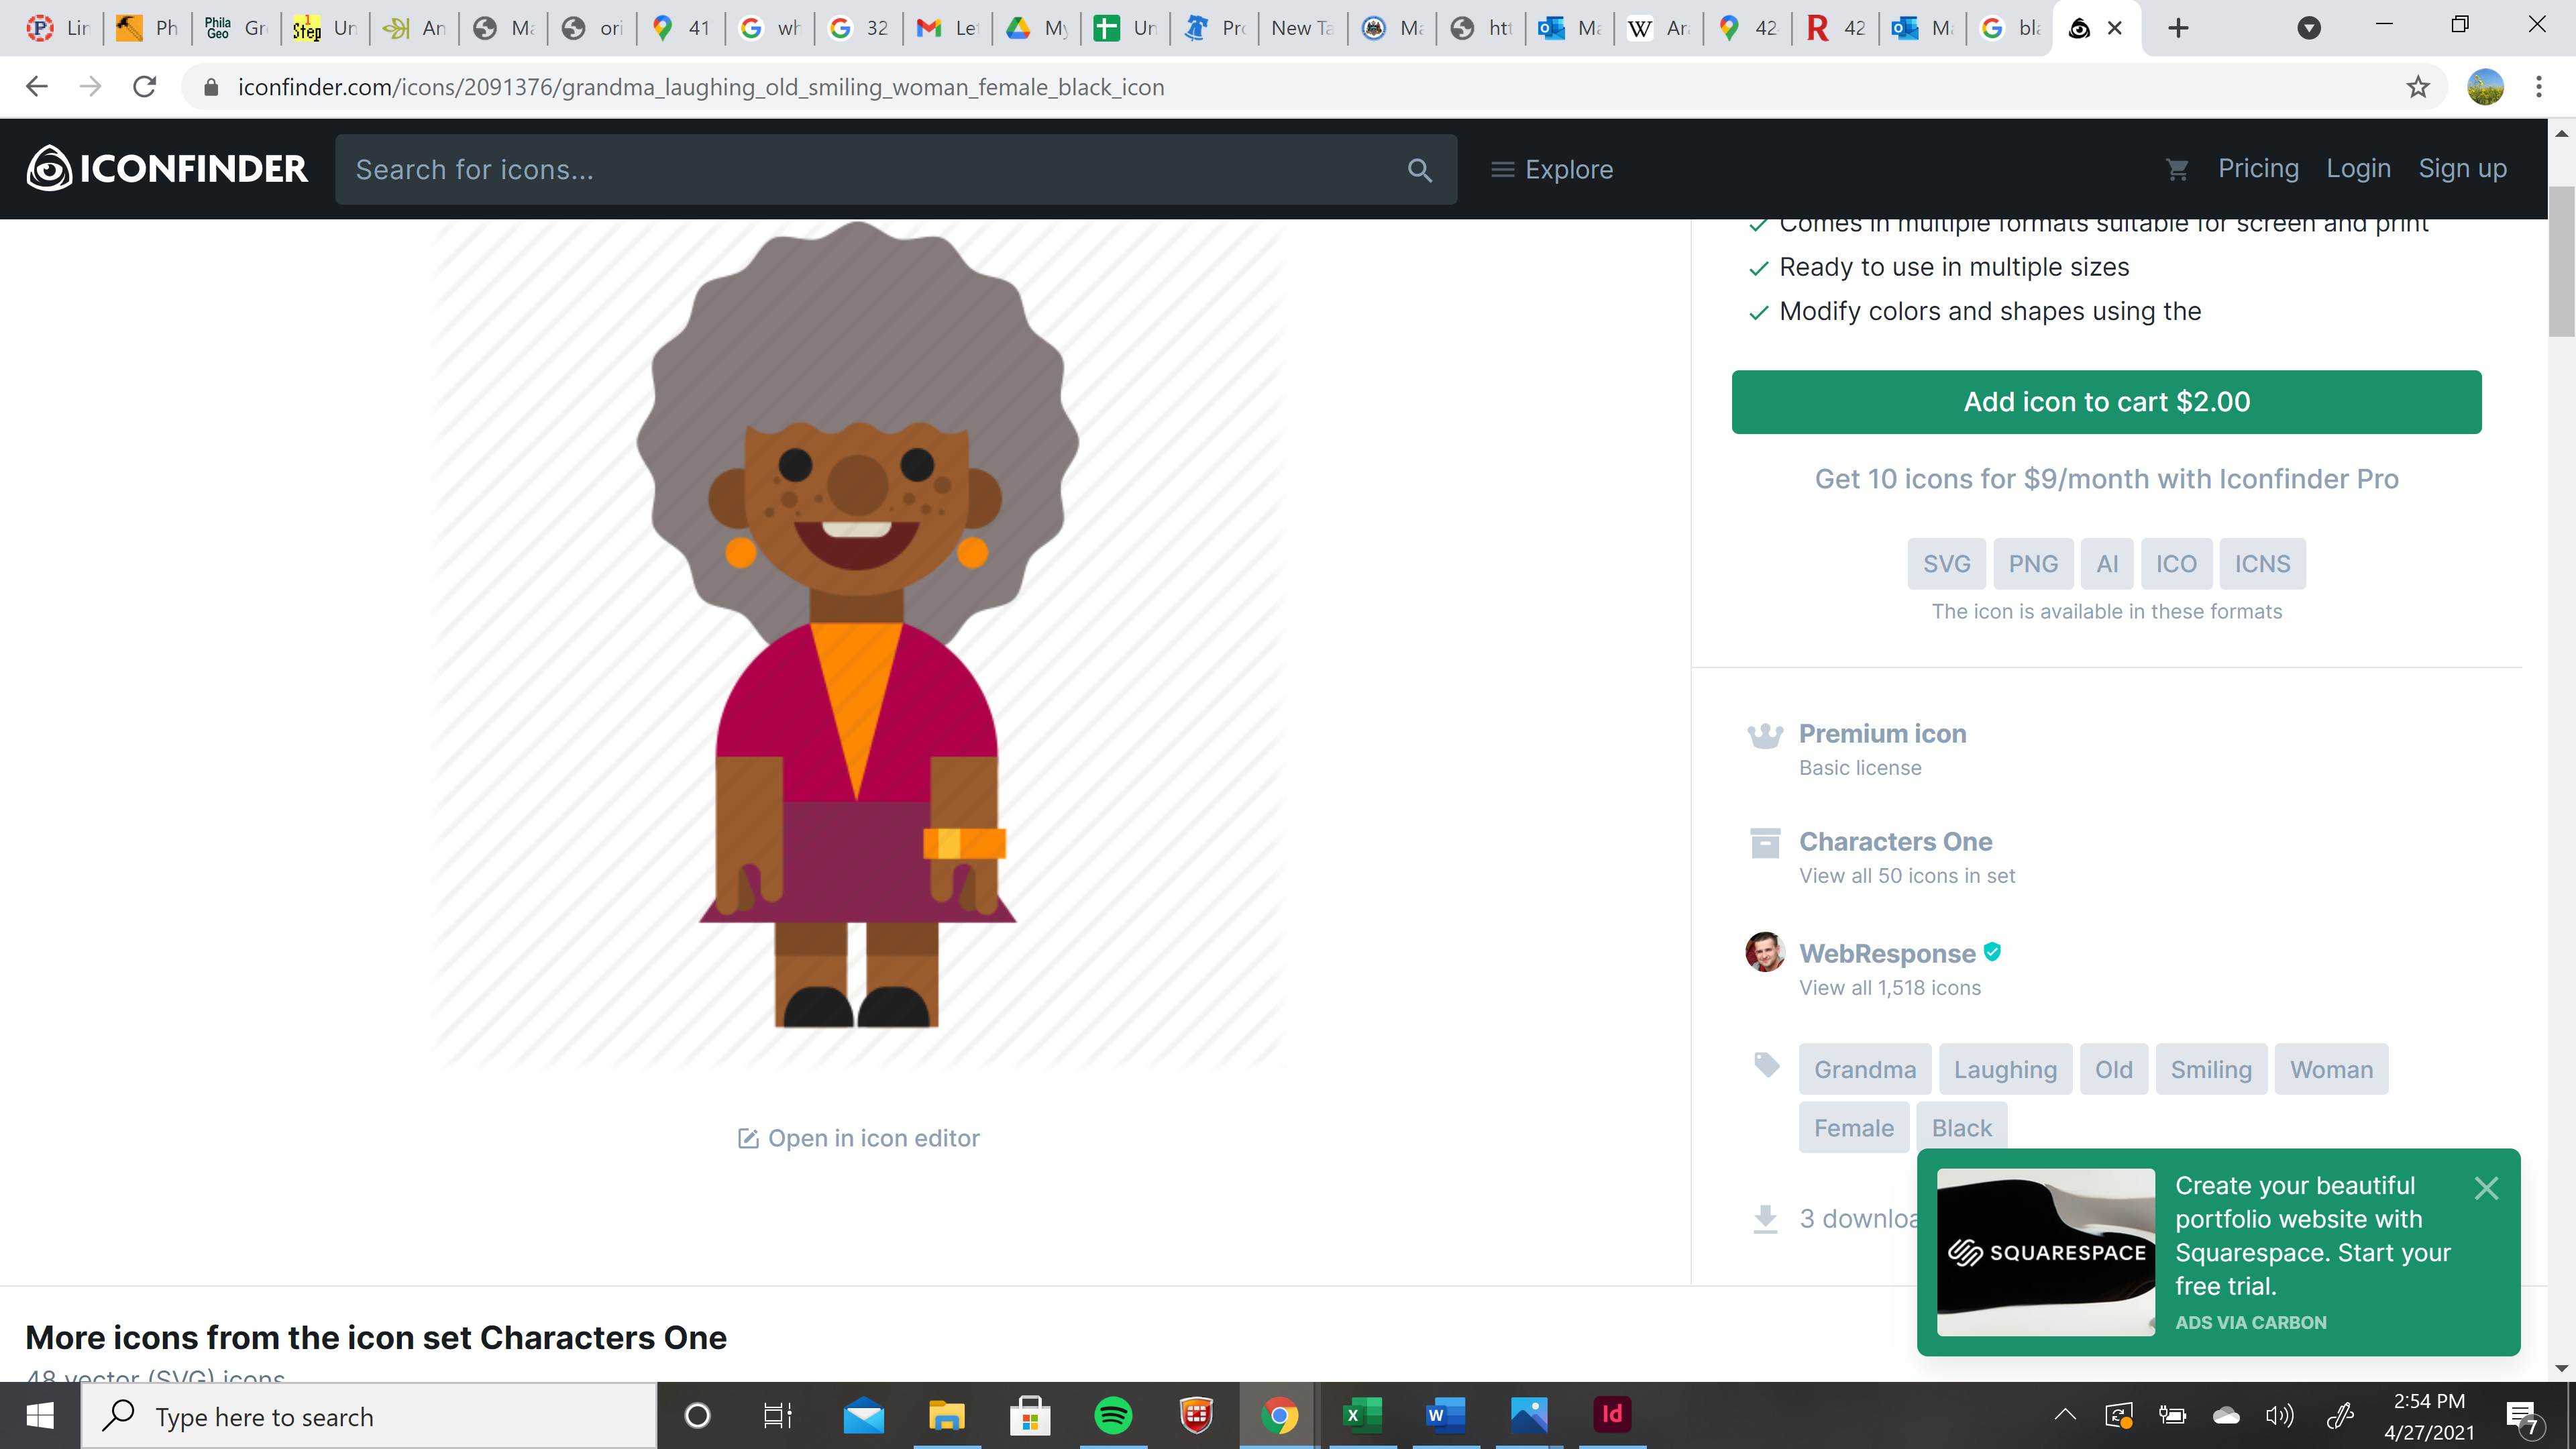 Lin
Ph
Phila Geo
Gr
1 Step
Un
An
Ma
ori
41
wh
32
Le
My
Un
Pro
New Ta
Ma
htt
Ma
W
Ar
42
R
42
Ma
bla
iconfinder.com/icons/2091376/grandma_laughing_old_smiling_woman_female_black_icon
ICONFINDER
Search for icons...
Explore
Pricing
Login
Sign up
Comes in multiple formats suitable for screen and print
Ready to use in multiple sizes
Modify colors and shapes using the
Add icon to cart $2.00
Get 10 icons for $9/month with Iconfinder Pro
SVG PNG AI ICO ICNS
The icon is available in these formats
Premium icon
Basic license
Characters One
View all 50 icons in set
WebResponse
View all 1,518 icons
Grandma Laughing Old Smiling Woman
Female Black
3 downloa
Open in icon editor
SQUARESPACE
Create your beautiful
portfolio website with
Squarespace. Start your
free trial.
ADS VIA CARBON
More icons from the icon set Characters One
48 vector (SVG) icons
Type here to search
X
W
Id
2:54 PM
4/27/2021
7